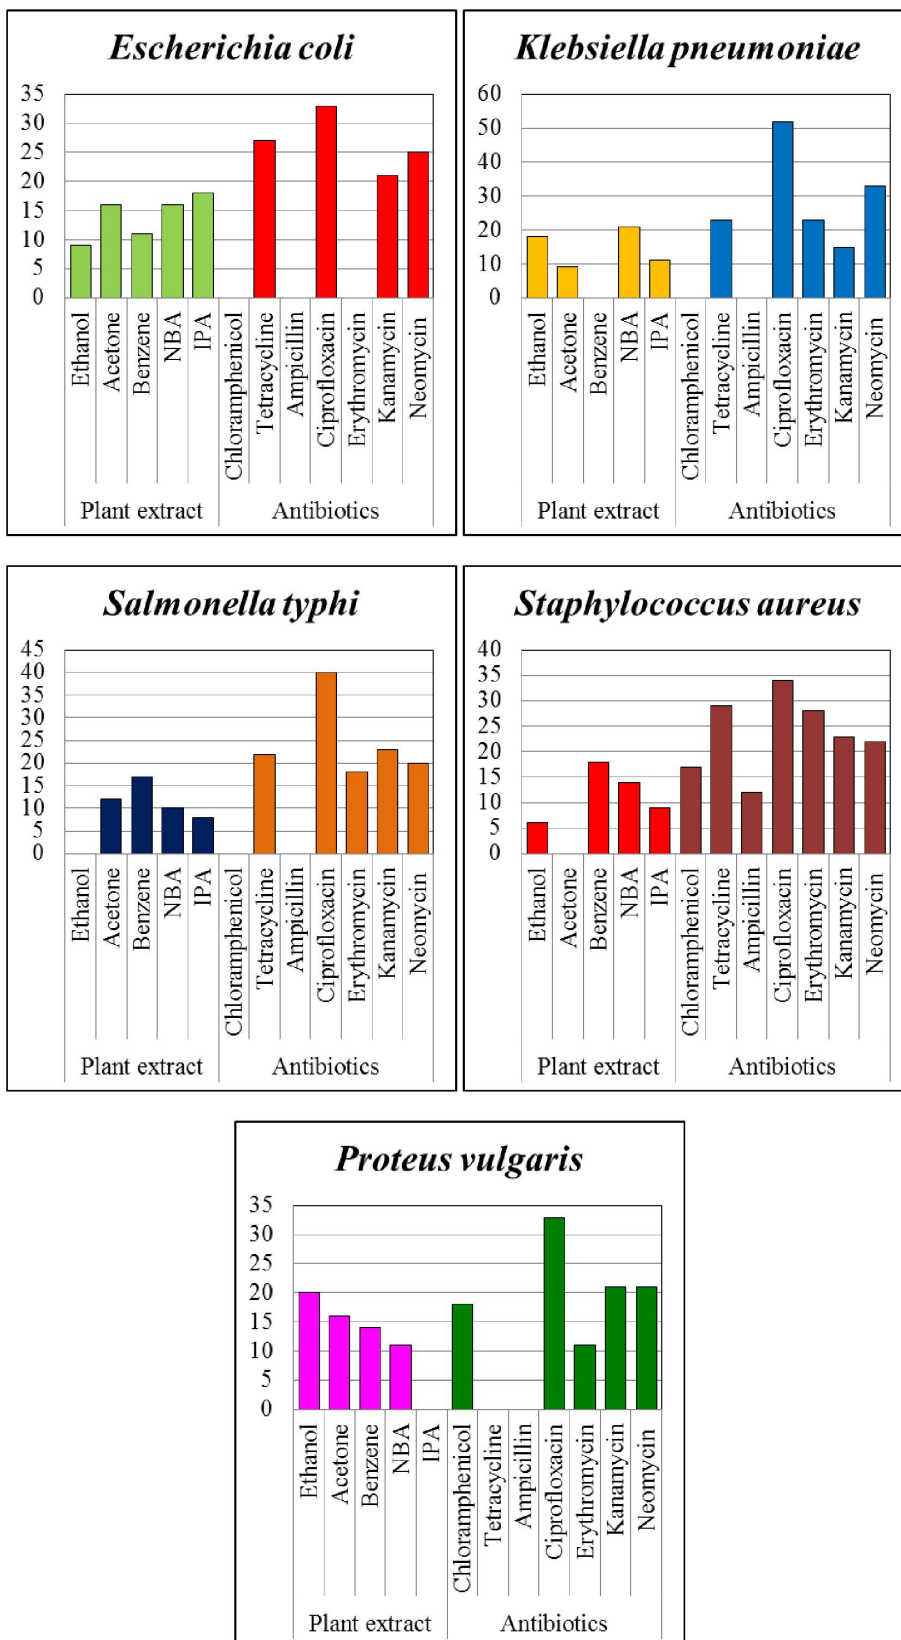 Escherichia coli
35
30
25
20
15
10
5
0
Ethanol
Acetone
Benzene
NBA
IPA
Chloramphenicol
Tetracycline
Ampicillin
Ciprofloxacin
Erythromycin
Kanamycin
Neomycin
Plant extract
Antibiotics
Klebsiella pneumoniae
60
50
40
30
20
10
0
Ethanol
Acetone
Benzene
NBA
IPA
Chloramphenicol
Tetracycline
Ampicillin
Ciprofloxacin
Erythromycin
Kanamycin
Neomycin
Plant extract
Antibiotics
Salmonella typhi
45
40
35
30
25
20
15
10
5
0
Ethanol
Acetone
Benzene
NBA
IPA
Chloramphenicol
Tetracycline
Ampicillin
Ciprofloxacin
Erythromycin
Kanamycin
Neomycin
Plant extract
Antibiotics
Staphylococcus aureus
40
35
30
25
20
15
10
5
0
Ethanol
Acetone
Benzene
NBA
IPA
Chloramphenicol
Tetracycline
Ampicillin
Ciprofloxacin
Erythromycin
Kanamycin
Neomycin
Plant extract
Antibiotics
Proteus vulgaris
35
30
25
20
15
10
5
0
Ethanol
Acetone
Benzene
NBA
IPA
Chloramphenicol
Tetracycline
Ampicillin
Ciprofloxacin
Erythromycin
Kanamycin
Neomycin
Plant extract
Antibiotics